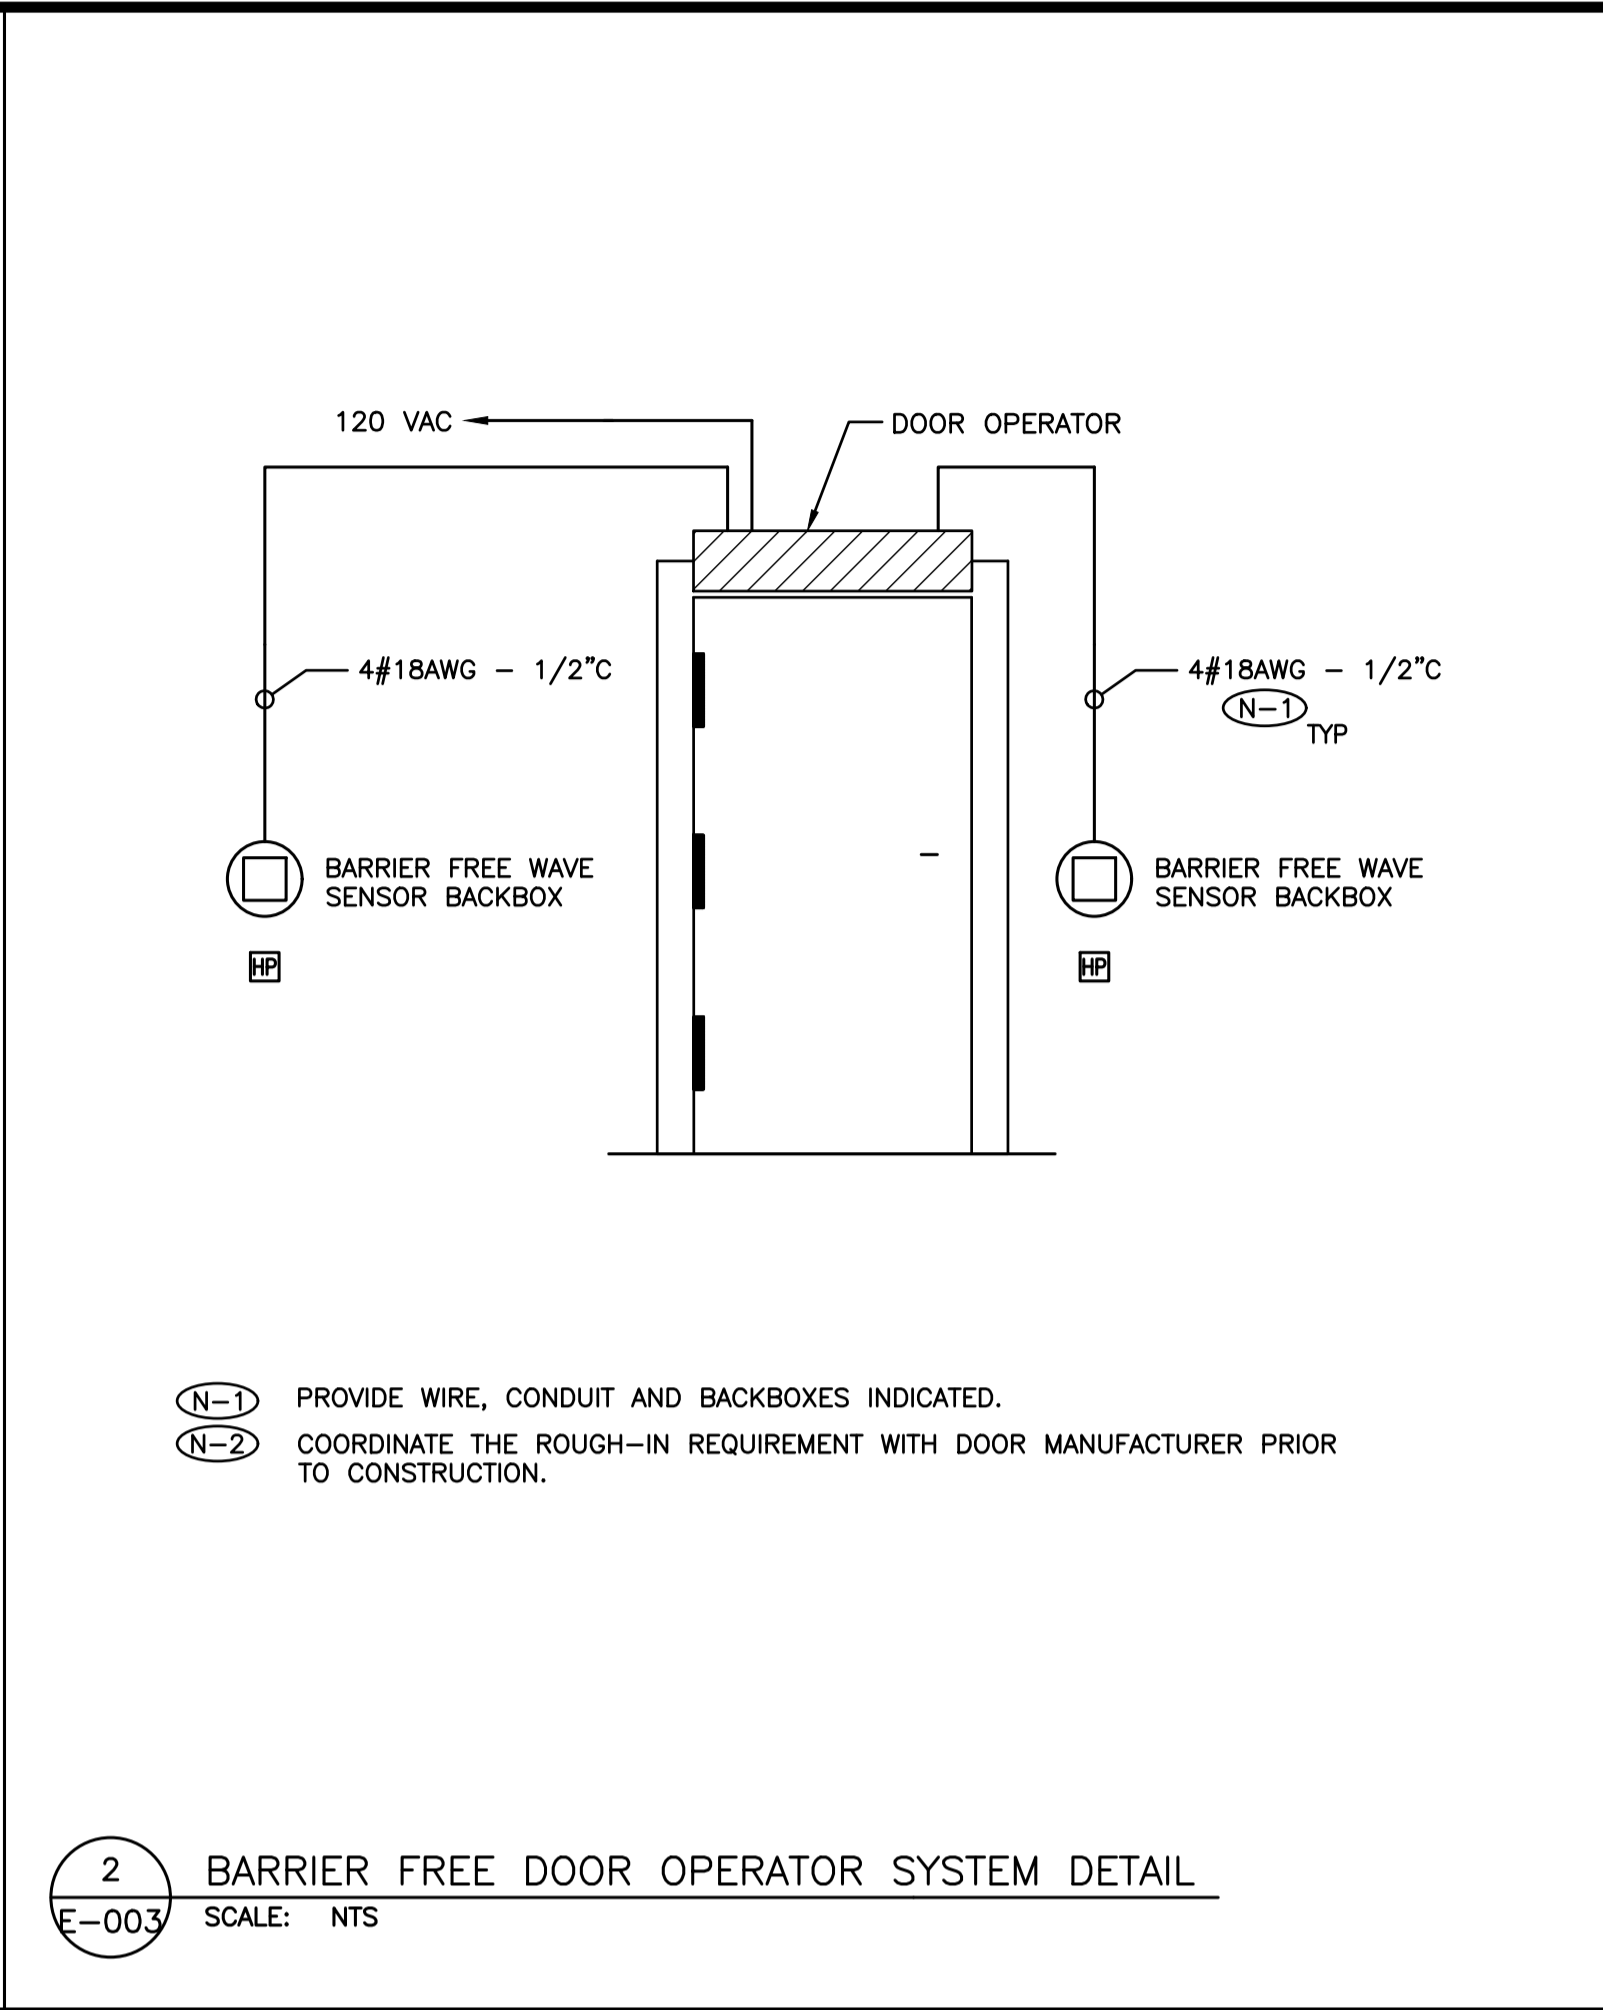 120 VAC
DOOR OPERATOR
4#18AWG - 1/2"C
4#18AWG - 1/2"C
N-1
TYP
BARRIER FREE WAVE
SENSOR BACKBOX
HP
BARRIER FREE WAVE
SENSOR BACKBOX
HP
N-1 PROVIDE WIRE, CONDUIT AND BACKBOXES INDICATED.
N-2 COORDINATE THE ROUGH-IN REQUIREMENT WITH DOOR MANUFACTURER PRIOR
TO CONSTRUCTION.
2
E-003
BARRIER FREE DOOR OPERATOR SYSTEM DETAIL
SCALE: NTS